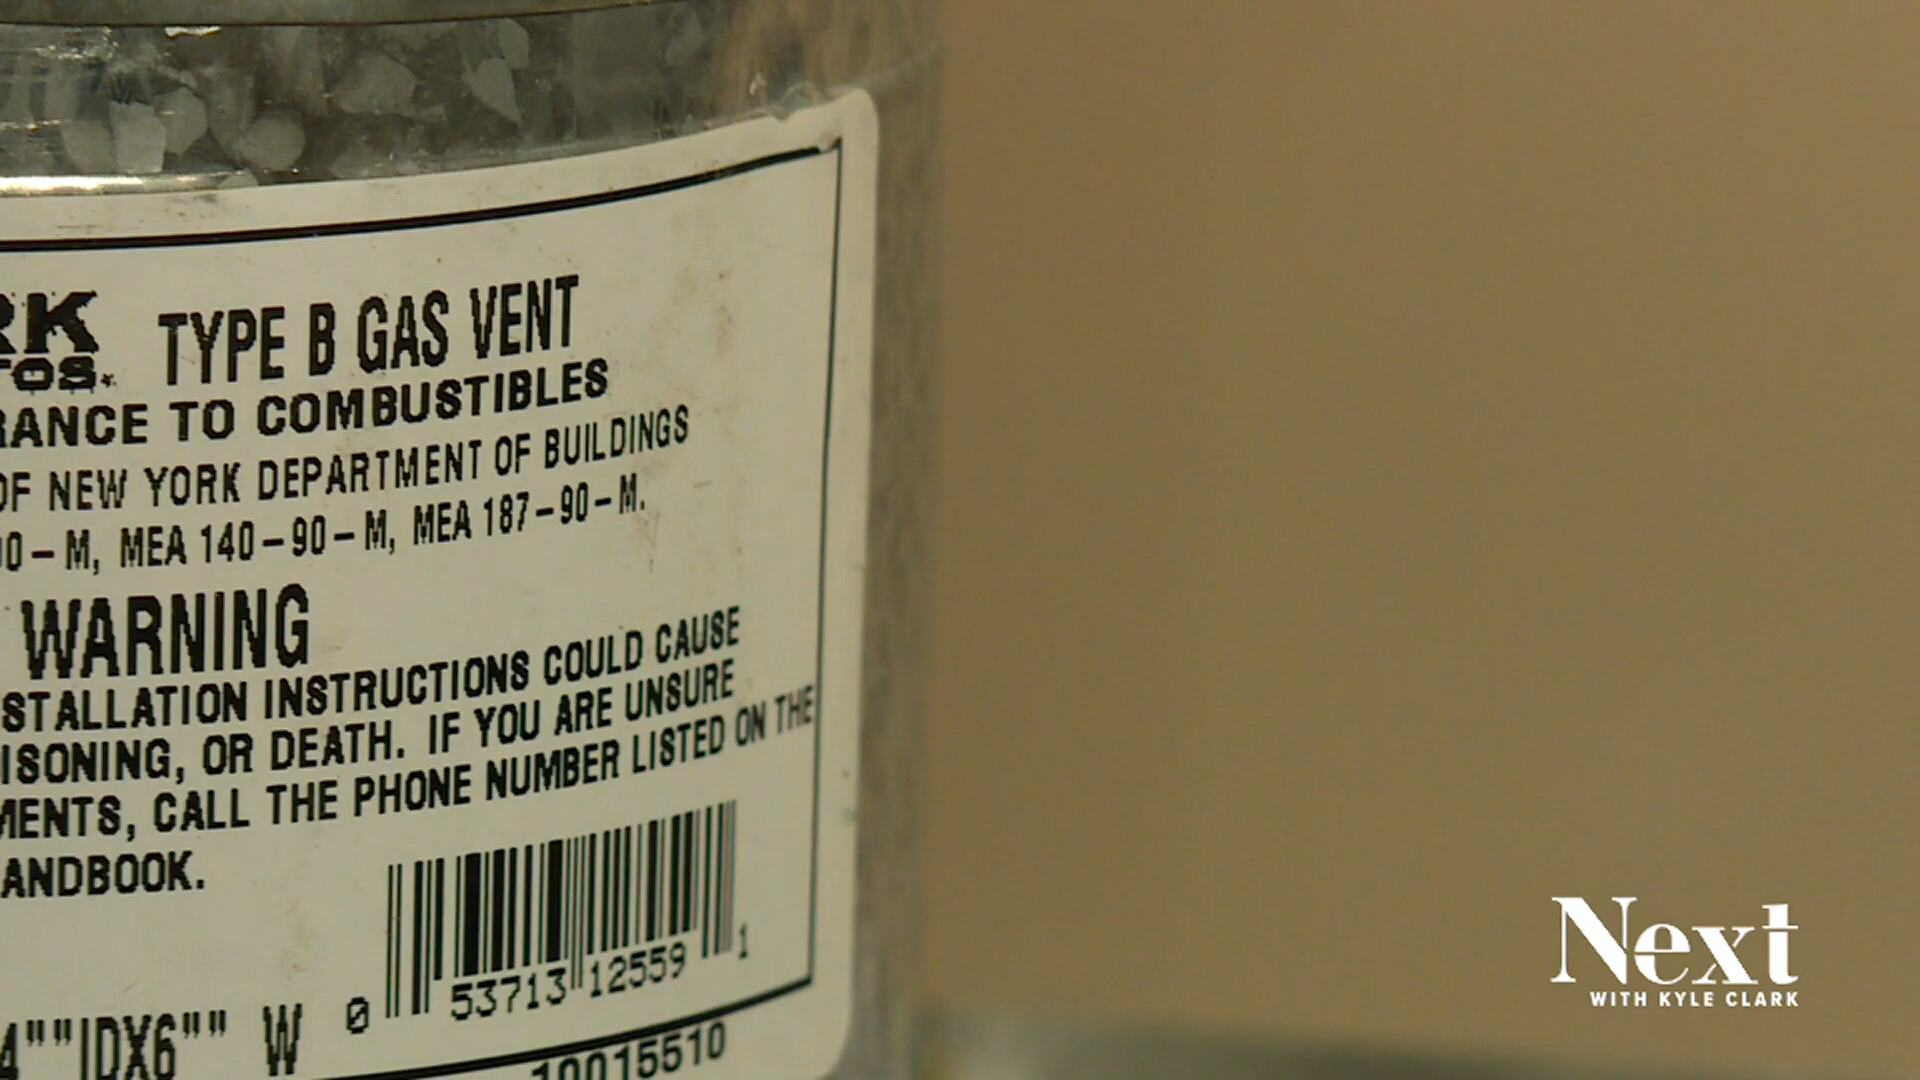 RK
TOS.
TYPE B GAS VENT
RANCE TO COMBUSTIBLES
OF NEW YORK DEPARTMENT OF BUILDINGS
0-M, MEA 140-90-M, MEA 187-90-M.
WARNING
STALLATION INSTRUCTIONS COULD CAUSE
ISONING, OR DEATH. IF YOU ARE UNSURE
MENTS, CALL THE PHONE NUMBER LISTED ON THE
ANDBOOK.
0 53713 12559 1
4""IDX6"" W
10015510
Next
WITH KYLE CLARK